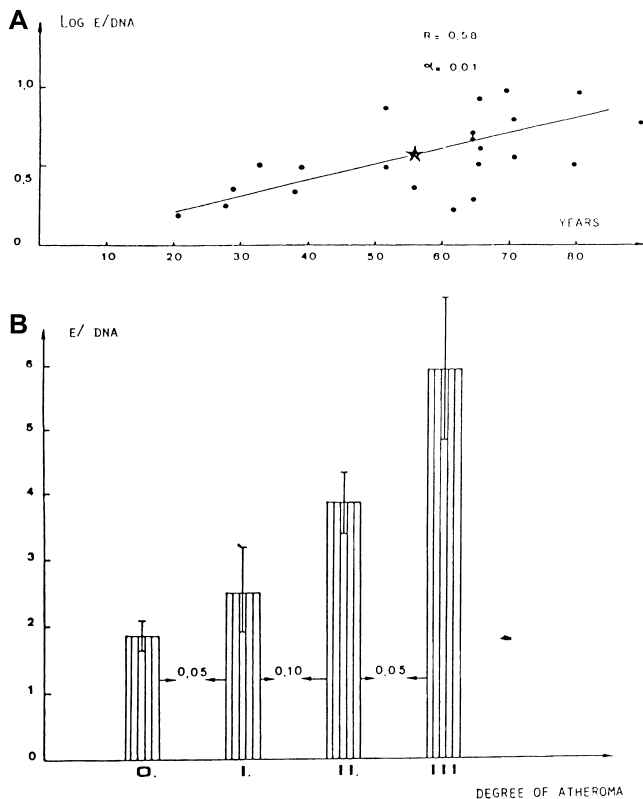 A
LOG E/DNA
R = 0,58
α = 0,01
1,0
0,5
0
YEARS
10 20 30 40 50 60 70 80
B
E/ DNA
6
5
4
3
2
1
0
0,05 0,10 0,05
0. I. II. III
DEGREE OF ATHEROMA